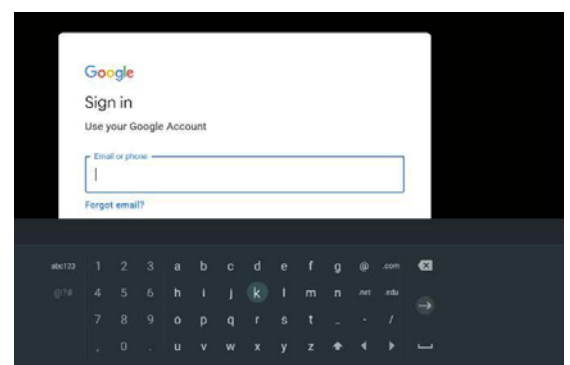 Google
Sign in
Use your Google Account
Email or phone
Forgot email?
abc123 1 2 3 a b c d e f g @ .com
@?# 4 5 6 h i j k l m n .net .edu
7 8 9 o p q r s t _ - /
, 0 . u v w x y z